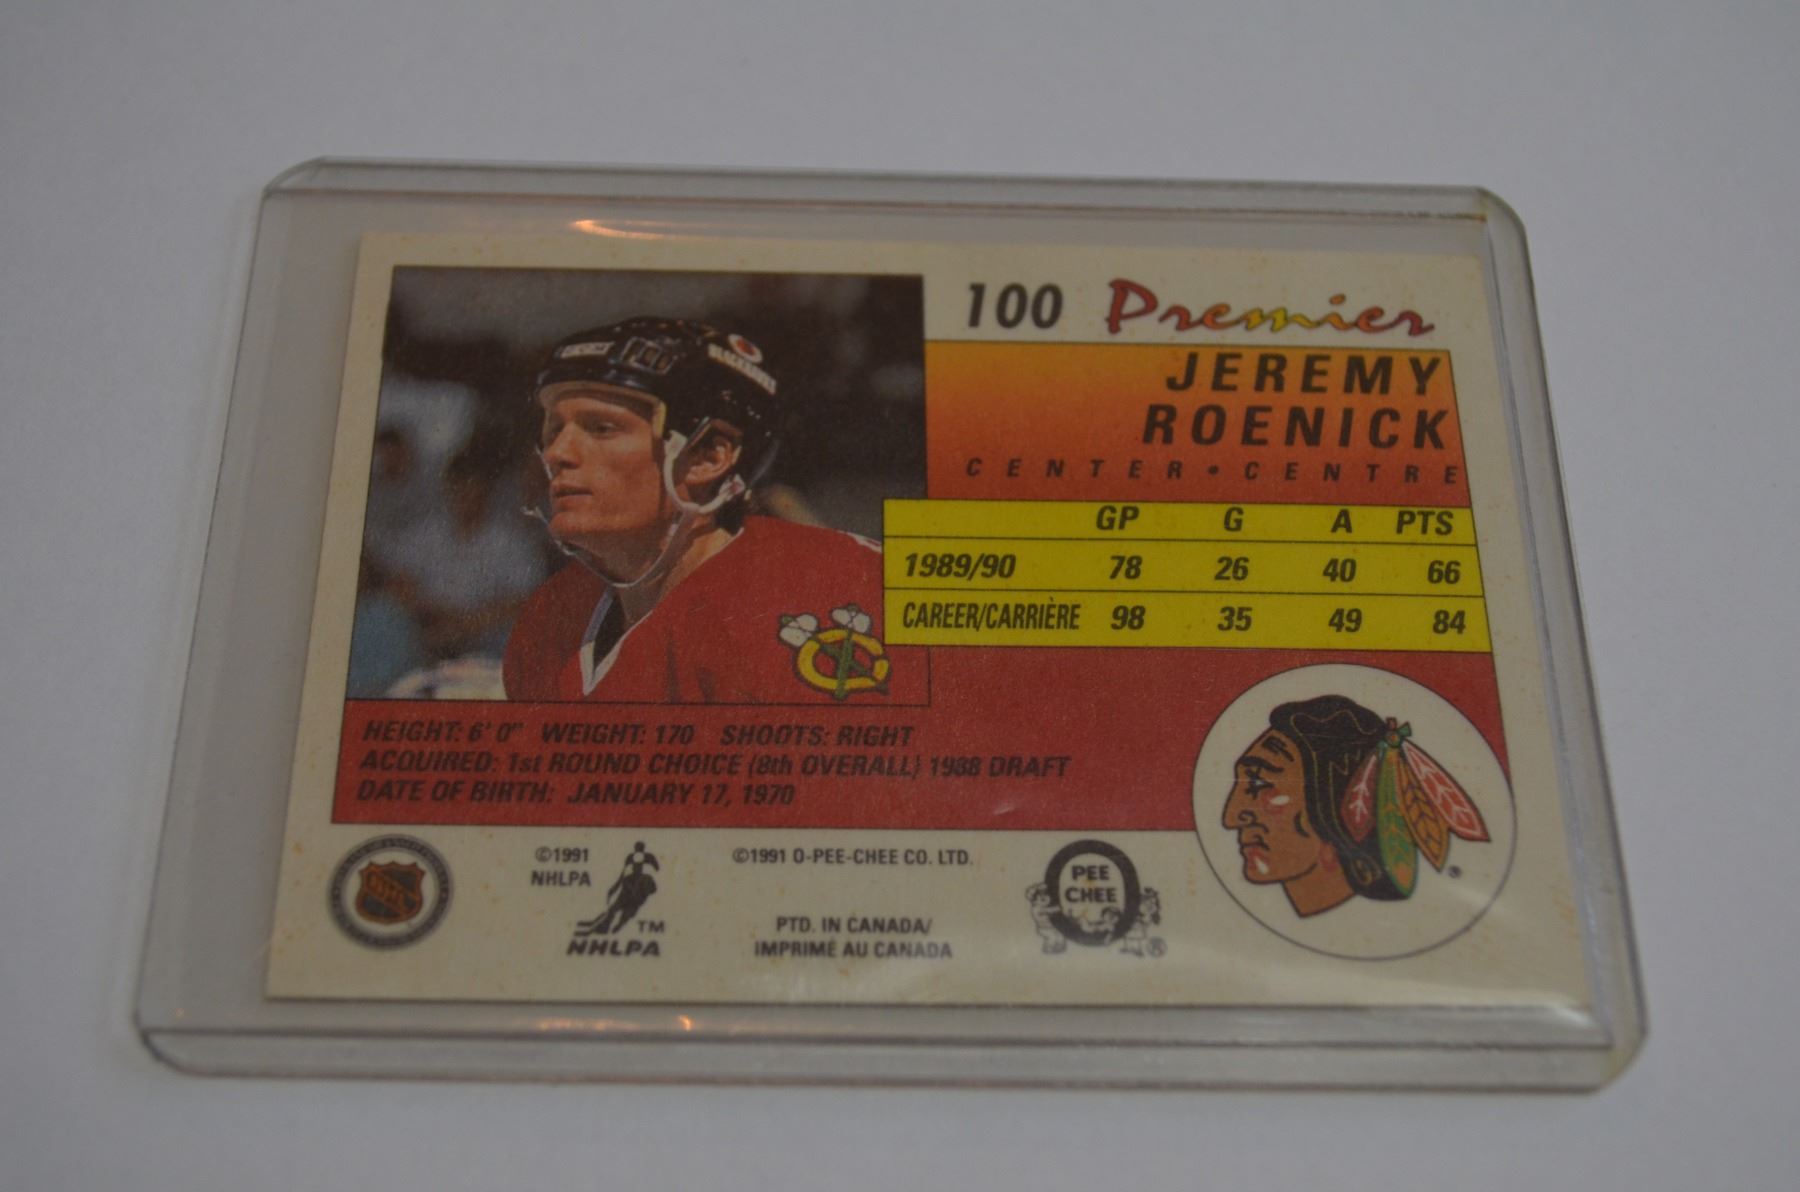 100 Premier
JEREMY
ROENICK
CENTER • CENTRE
GP G A PTS
1989/90 78 26 40 66
CAREER/CARRIÈRE 98 35 49 84
BLACKHAWKS
HEIGHT: 6' 0" WEIGHT: 170 SHOOTS: RIGHT
ACQUIRED: 1st ROUND CHOICE (8th OVERALL) 1988 DRAFT
DATE OF BIRTH: JANUARY 17, 1970
©1991
NHLPA
TM
NHLPA
©1991 O-PEE-CHEE CO. LTD.
PTD. IN CANADA/
IMPRIMÉ AU CANADA
PEE
CHEE
®